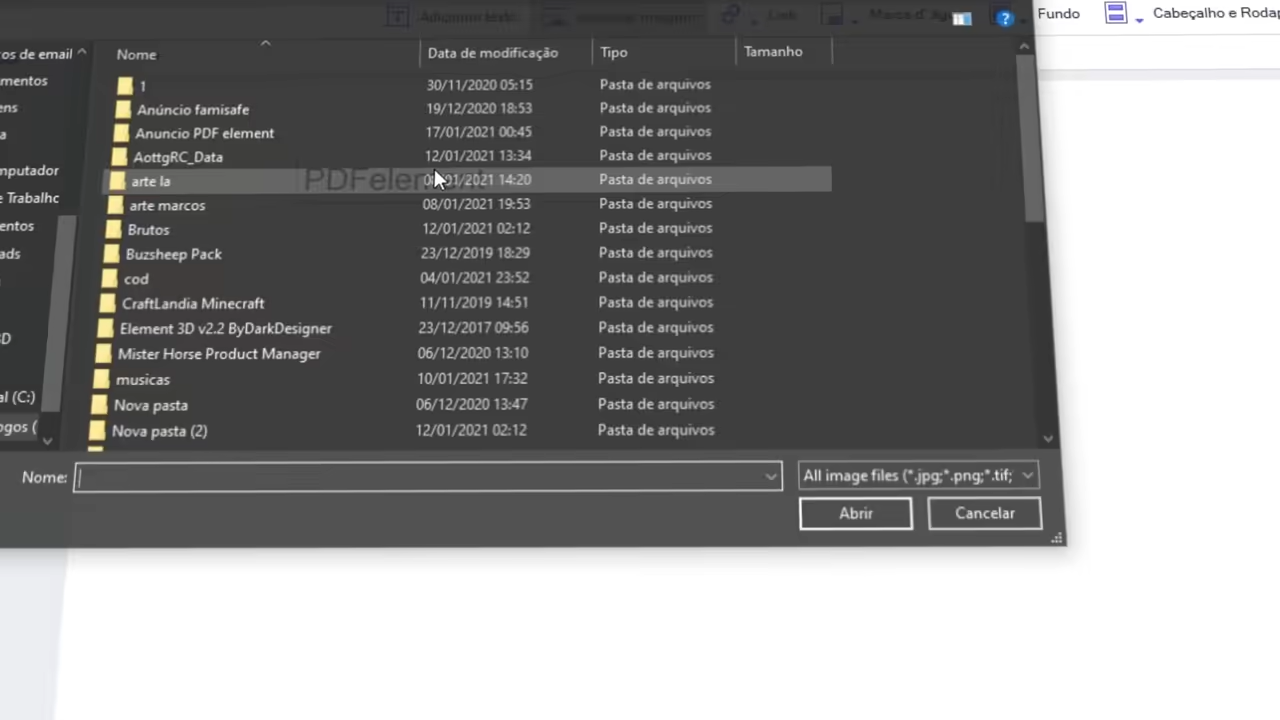 Adicionar texto
Link
Fundo
Cabeçalho e Rodap
os de email
Nome
Data de modificação
Tipo
Tamanho
mentos
1
30/11/2020 05:15
Pasta de arquivos
ens
Anúncio famisafe
19/12/2020 18:53
Pasta de arquivos
a
Anuncio PDF element
17/01/2021 00:45
Pasta de arquivos
AottgRC_Data
12/01/2021 13:34
Pasta de arquivos
mputador
PDFelement
arte la
/01/2021 14:20
Pasta de arquivos
e Trabalho
arte marcos
08/01/2021 19:53
Pasta de arquivos
entos
Brutos
12/01/2021 02:12
Pasta de arquivos
ads
Buzsheep Pack
23/12/2019 18:29
Pasta de arquivos
cod
04/01/2021 23:52
Pasta de arquivos
CraftLandia Minecraft
11/11/2019 14:51
Pasta de arquivos
Element 3D v2.2 ByDarkDesigner
23/12/2017 09:56
Pasta de arquivos
3D
Mister Horse Product Manager
06/12/2020 13:10
Pasta de arquivos
musicas
10/01/2021 17:32
Pasta de arquivos
al (C:)
Nova pasta
06/12/2020 13:47
Pasta de arquivos
ogos (
Nova pasta (2)
12/01/2021 02:12
Pasta de arquivos
Nome:
All image files (*.jpg;*.png;*.tif;
Abrir
Cancelar